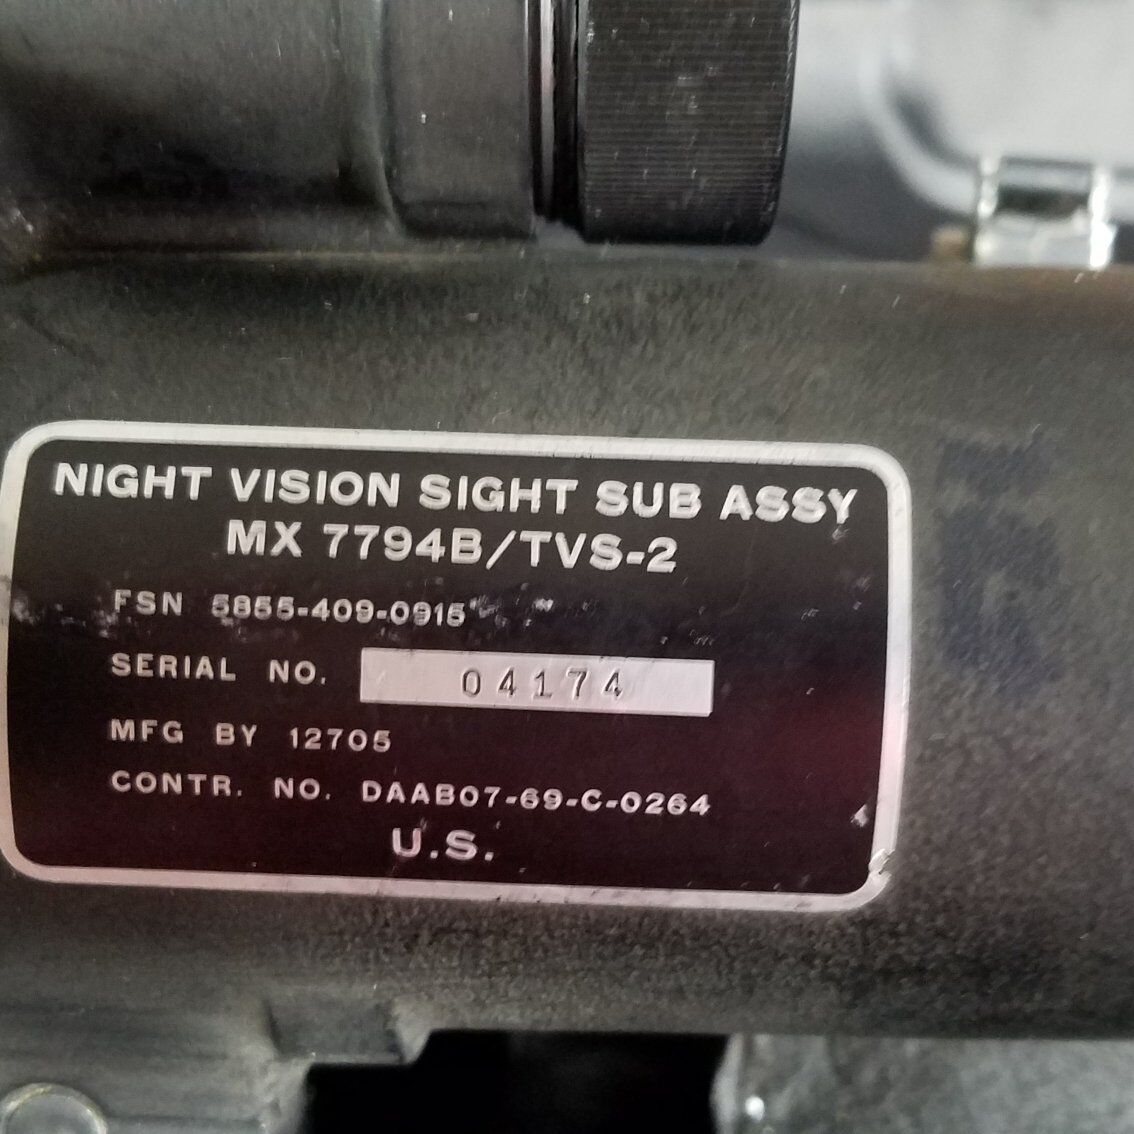 NIGHT VISION SIGHT SUB ASSY
MX 7794B/TVS-2
FSN 5855-409-0915
SERIAL NO. 04174
MFG BY 12705
CONTR. NO. DAAB07-69-C-0264
U.S.